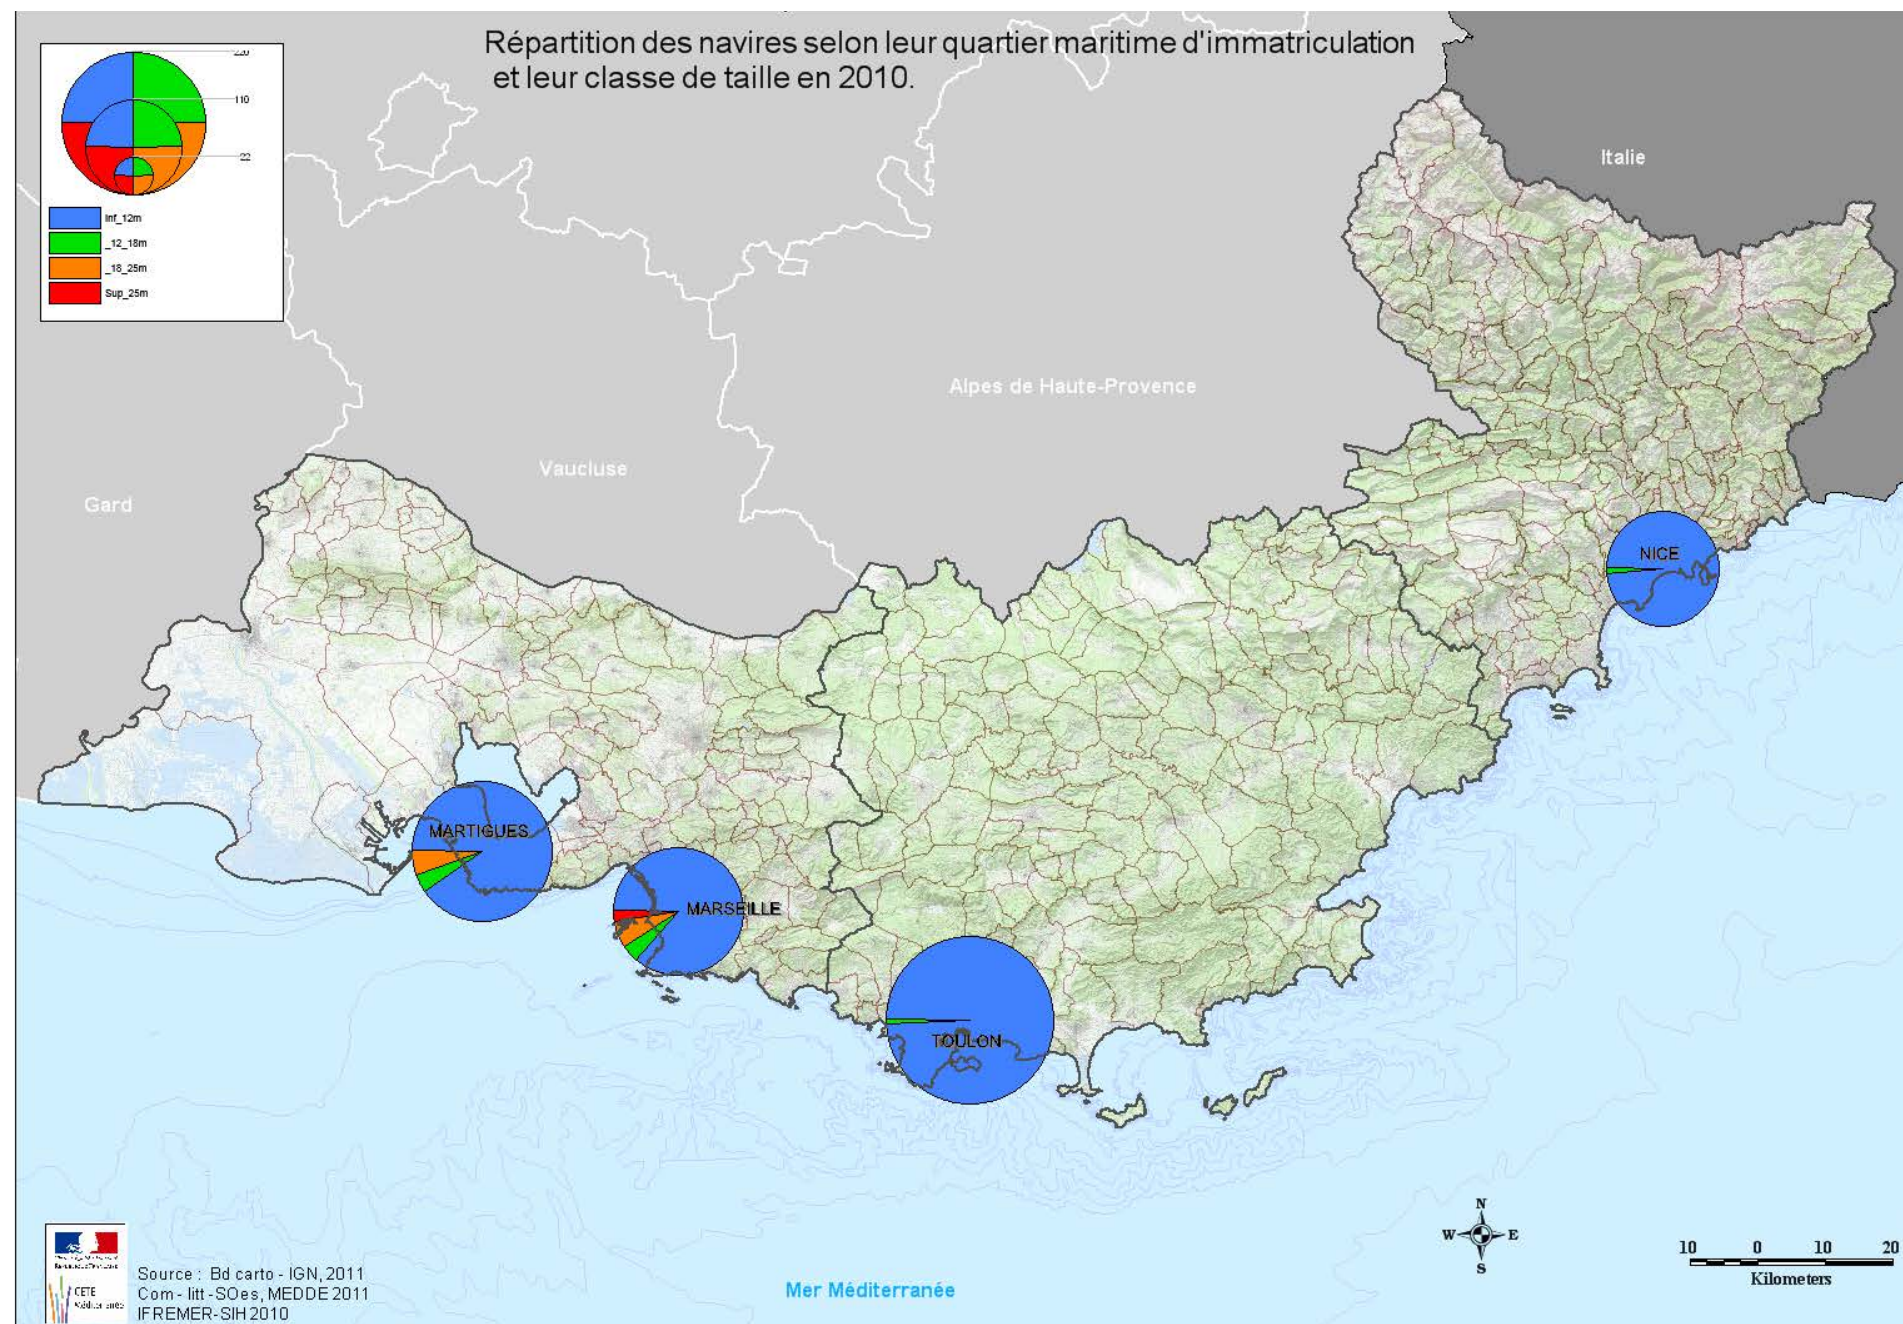 Répartition des navires selon leur quartier maritime d'immatriculation
et leur classe de taille en 2010.
220
110
22
Inf_12m
_12_18m
_18_25m
Sup_25m
Italie
Alpes de Haute-Provence
Vaucluse
Gard
NICE
MARTIGUES
MARSEILLE
TOULON
Mer Méditerranée
N
W E
S
10 0 10 20
Kilometers
CETE
Méditerranée
Source : Bd carto - IGN, 2011
Com - litt - SOes, MEDDE 2011
IFREMER-SIH 2010